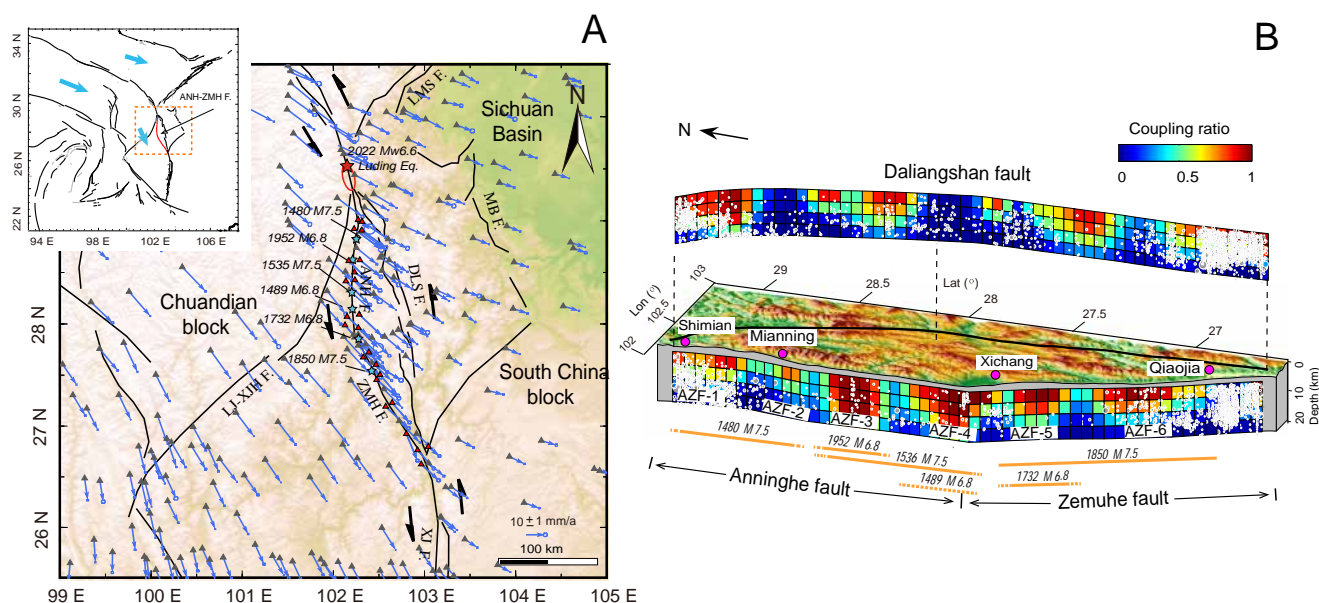 A
34 N
30 N
26 N
22 N
94 E
98 E
102 E
106 E
ANH-ZMH F.
LMS F.
N
Sichuan
Basin
2022 Mw6.6
Luding Eq.
MB F.
1480 M7.5
1952 M6.8
1535 M7.5
1489 M6.8
1732 M6.8
1850 M7.5
ANH F.
DLS F.
ZMH F.
Chuandian
block
LJ-XJH F.
South China
block
XJ F.
10 ± 1 mm/a
100 km
28 N
27 N
26 N
99 E
100 E
101 E
102 E
103 E
104 E
105 E
B
N
Coupling ratio
0
0.5
1
Daliangshan fault
Lon (°)
103
102.5
102
29
28.5
Lat (°)
28
27.5
27
Shimian
Mianning
Xichang
Qiaojia
0
10
20
Depth (km)
AZF-1
AZF-2
AZF-3
AZF-4
AZF-5
AZF-6
1480 M 7.5
1952 M 6.8
1536 M 7.5
1489 M 6.8
1850 M 7.5
1732 M 6.8
Anninghe fault
Zemuhe fault